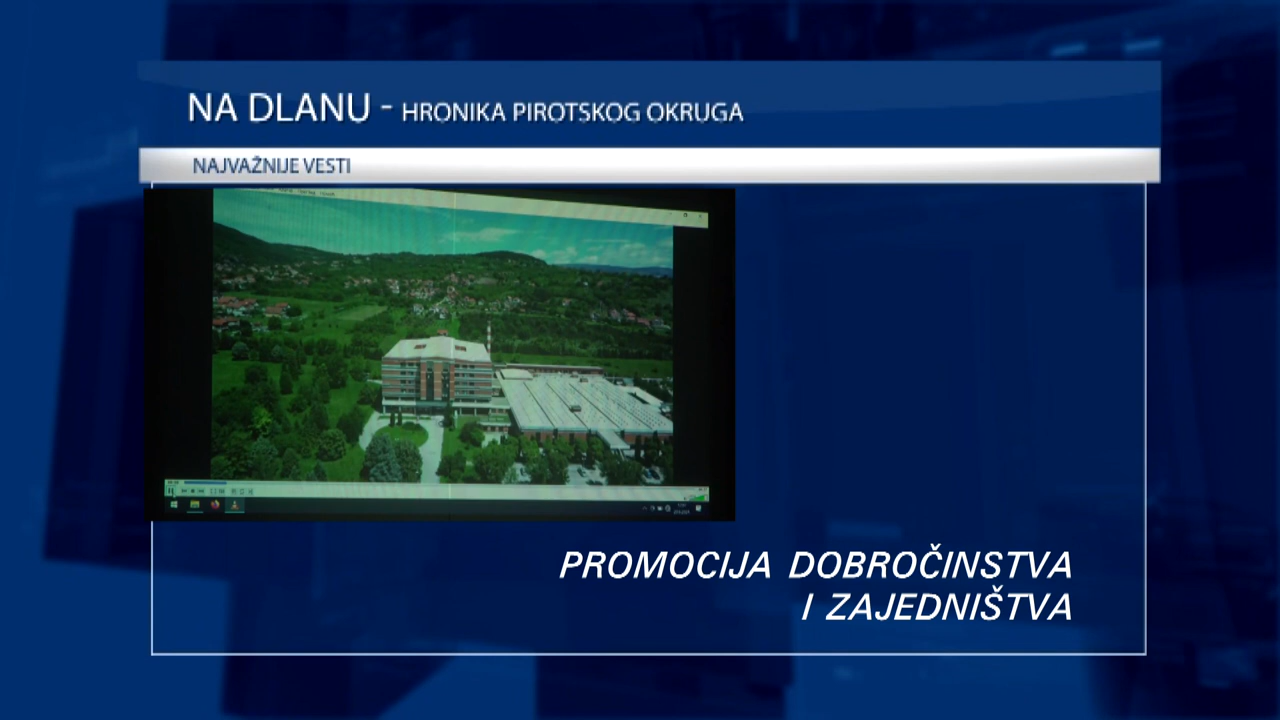 NA DLANU - HRONIKA PIROTSKOG OKRUGA
NAJVAŽNIJE VESTI
PROMOCIJA DOBROČINSTVA
I ZAJEDNIŠTVA